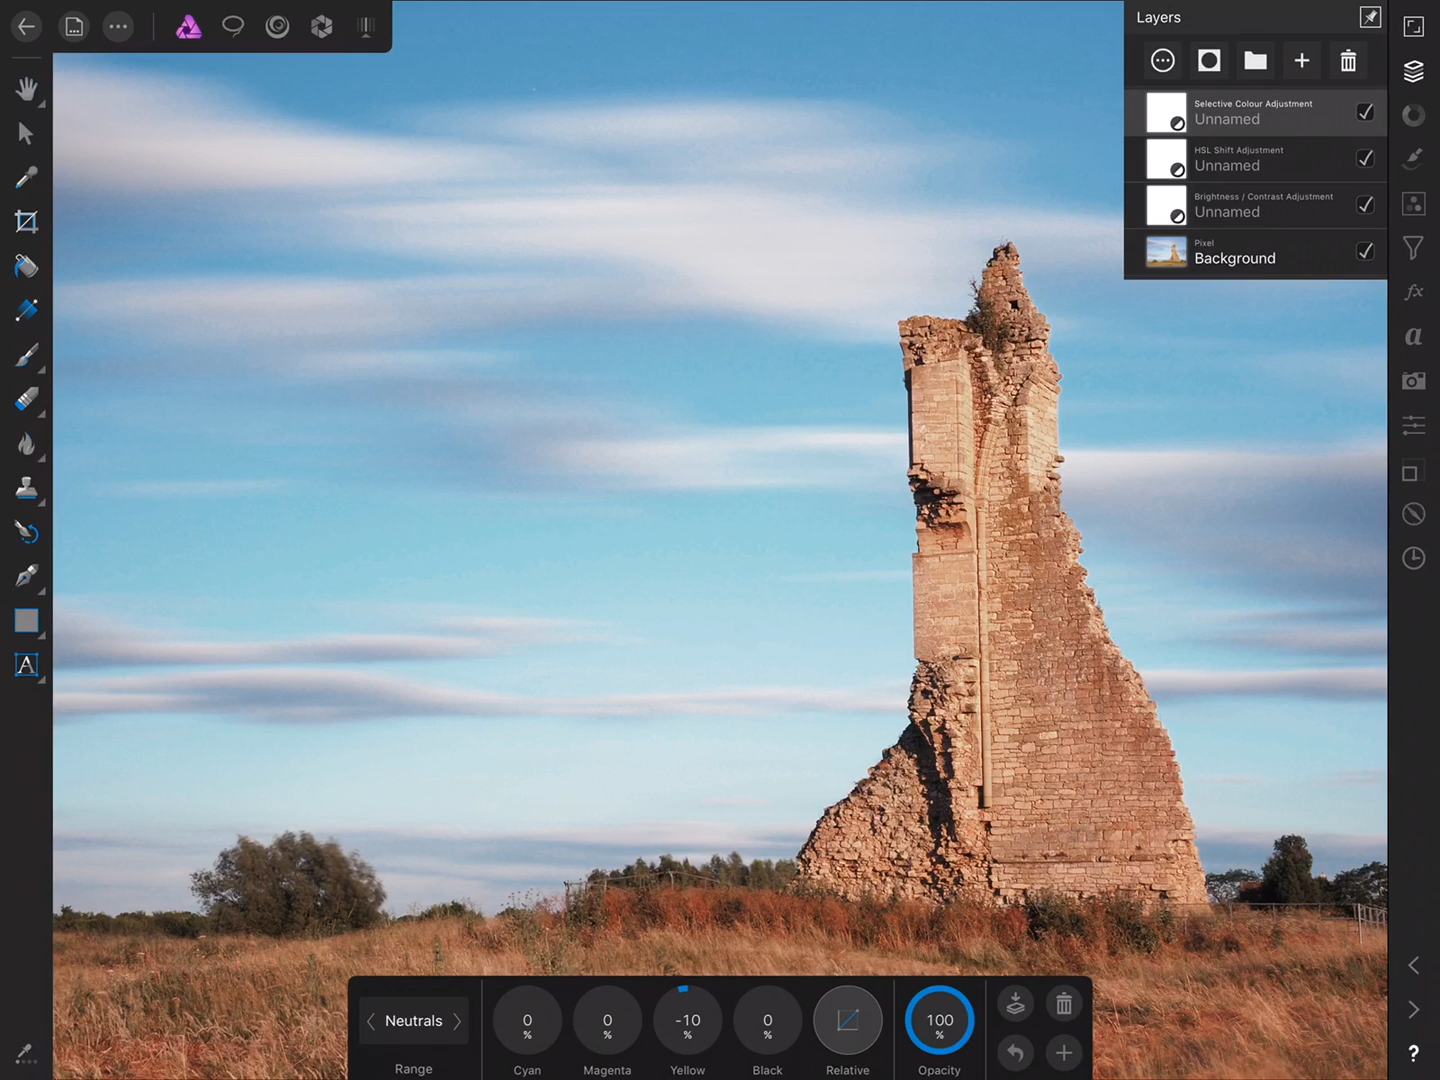 Layers
Selective Colour Adjustment
Unnamed
HSL Shift Adjustment
Unnamed
Brightness / Contrast Adjustment
Unnamed
Pixel
Background
fx
a
A
Neutrals
Range
0
%
Cyan
0
%
Magenta
-10
%
Yellow
0
%
Black
Relative
100
%
Opacity
?